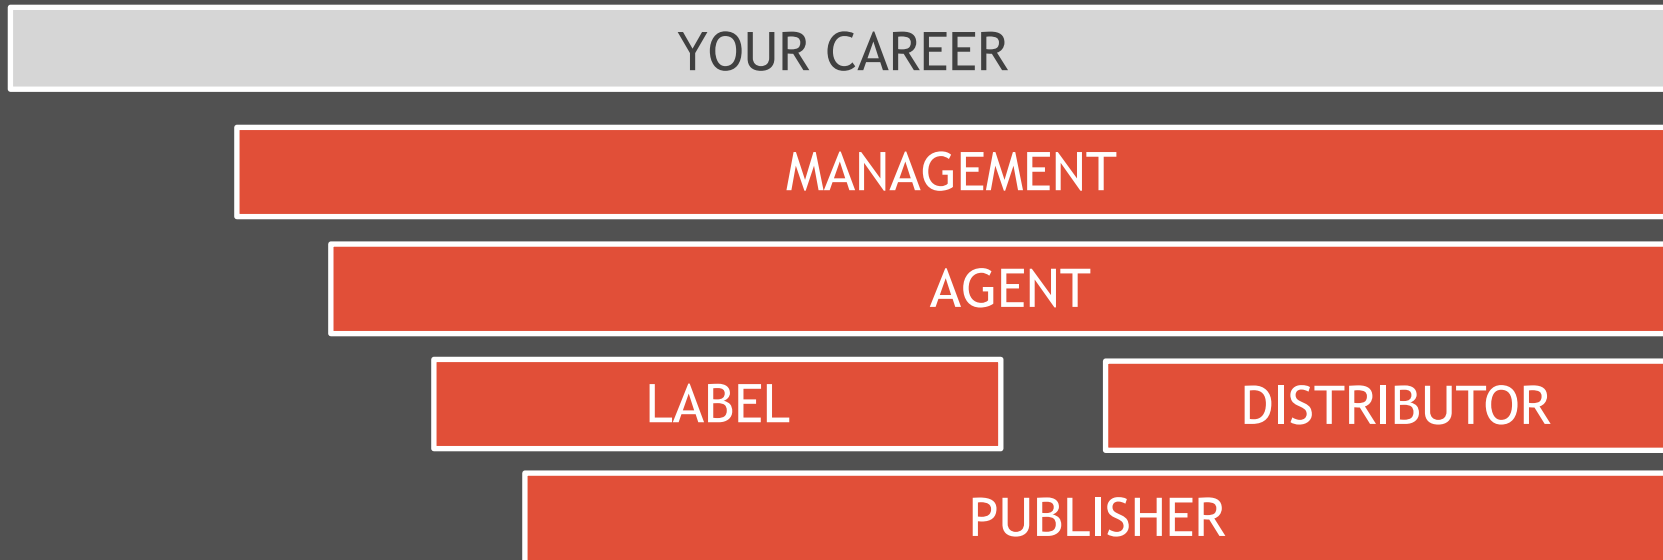 YOUR CAREER
MANAGEMENT
AGENT
LABEL
DISTRIBUTOR
PUBLISHER